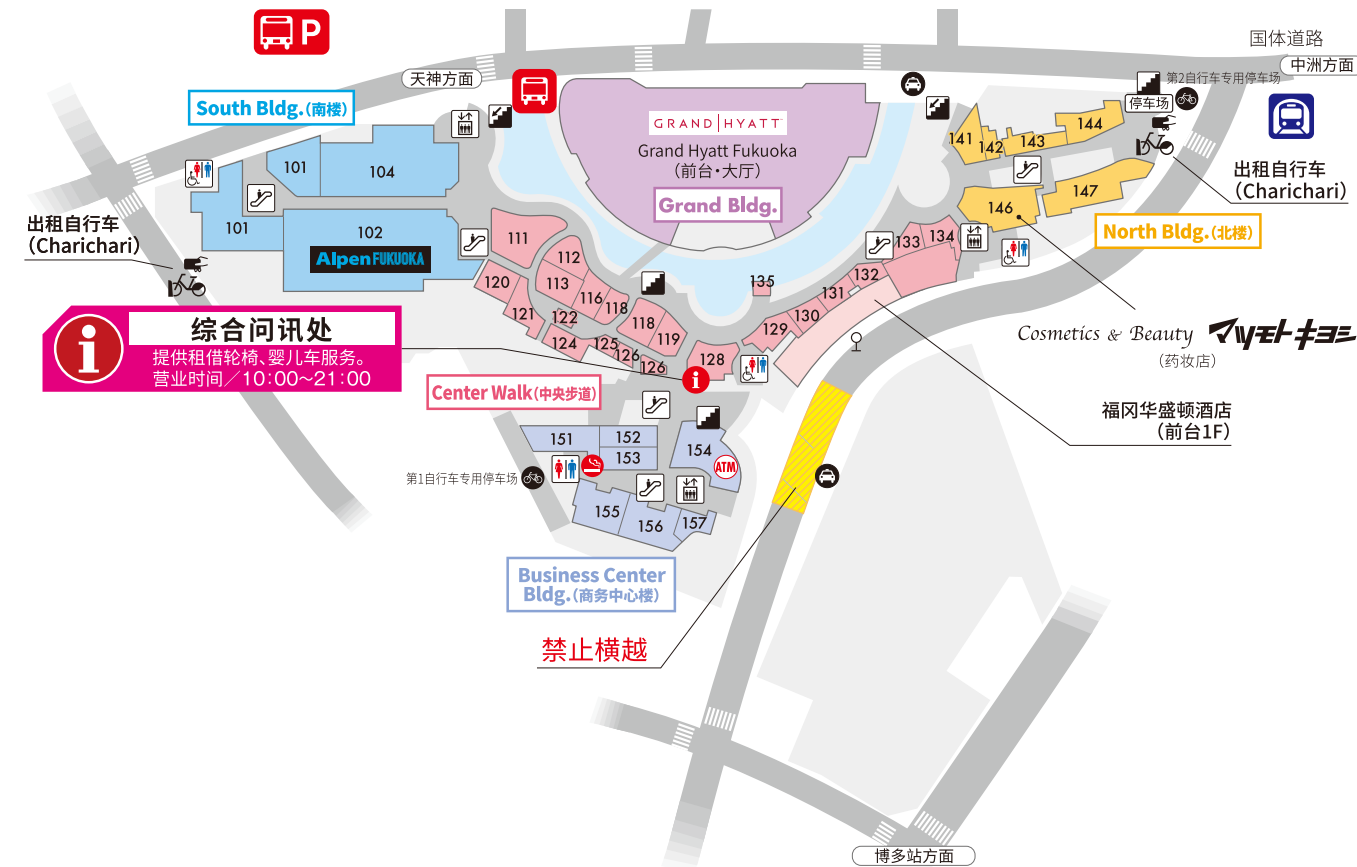 P
国体道路
中洲方面
天神方面
第2自行车专用停车场
停车场
South Bldg.(南楼)
GRAND HYATT
Grand Hyatt Fukuoka
(前台・大厅)
Grand Bldg.
141
142
143
144
146
147
出租自行车
(Charichari)
North Bldg.(北楼)
101
104
101
102
Alpen FUKUOKA
出租自行车
(Charichari)
111
112
113
116
118
118
119
120
121
122
124
125
126
126
128
129
130
131
132
133
134
135
综合问讯处
提供租借轮椅、婴儿车服务。
营业时间／10:00～21:00
Cosmetics & Beauty マツモトキヨシ
(药妆店)
Center Walk(中央步道)
福冈华盛顿酒店
(前台1F)
151
152
153
154
ATM
第1自行车专用停车场
155
156
157
Business Center
Bldg.(商务中心楼)
禁止横越
博多站方面